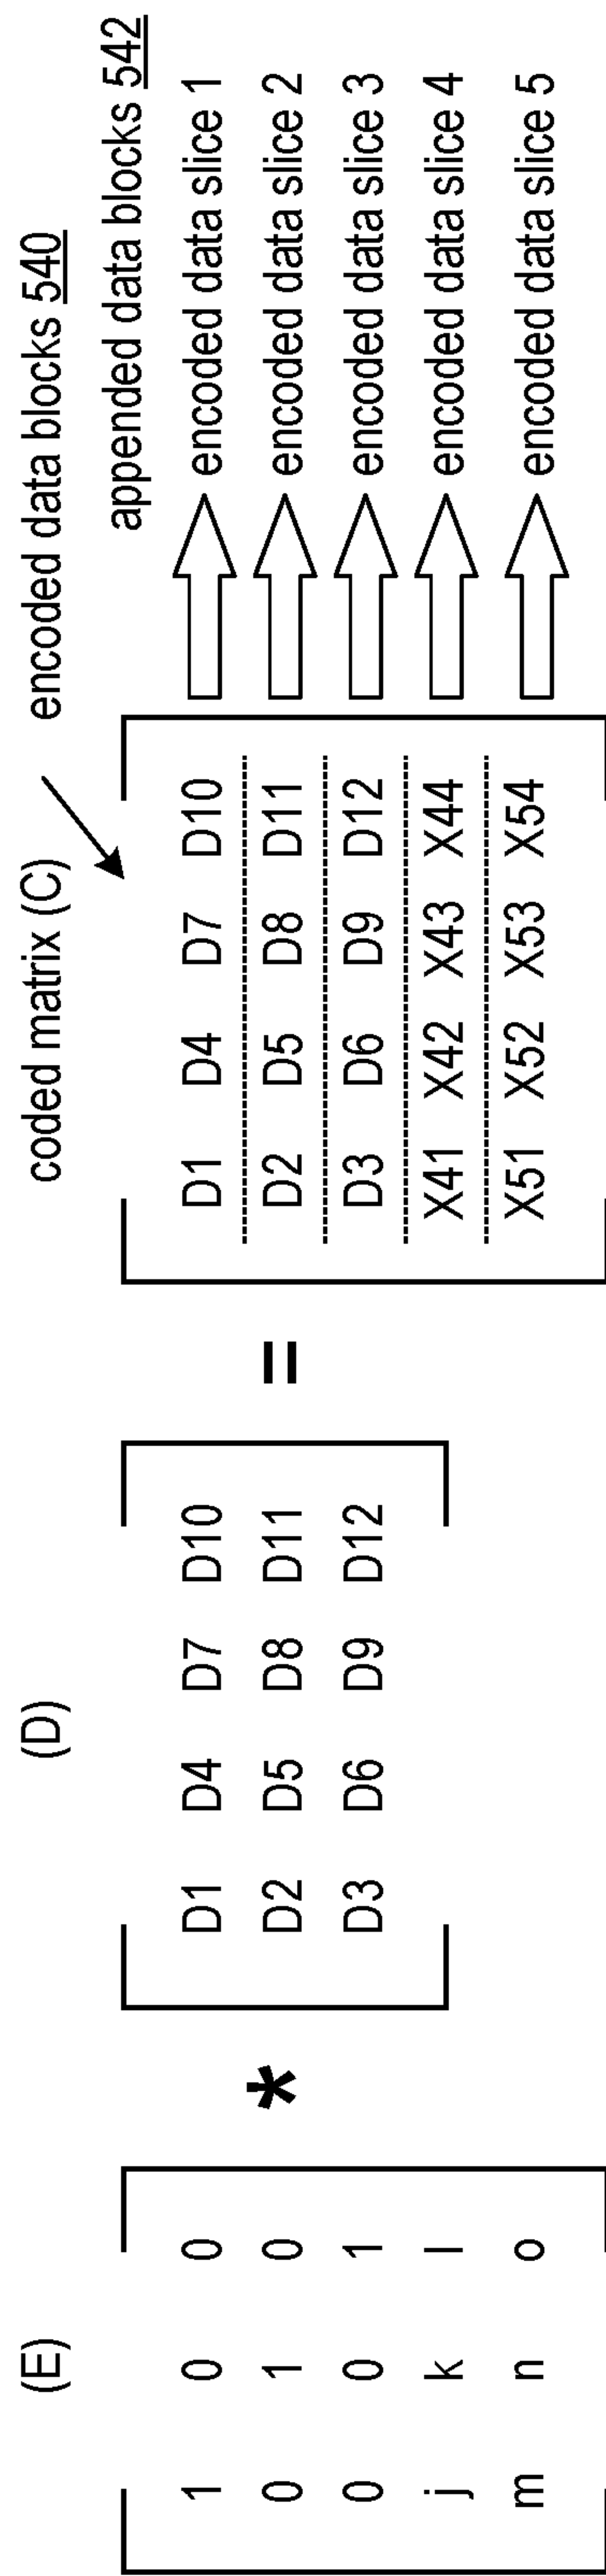 encoded data blocks 540
(E) (D) coded matrix (C)
appended data blocks 542
1 0 0 D1 D4 D7 D10 D1 D4 D7 D10 encoded data slice 1
0 1 0 * D2 D5 D8 D11 = D2 D5 D8 D11 encoded data slice 2
0 0 1 D3 D6 D9 D12 D3 D6 D9 D12 encoded data slice 3
j k l X41 X42 X43 X44 encoded data slice 4
m n o X51 X52 X53 X54 encoded data slice 5